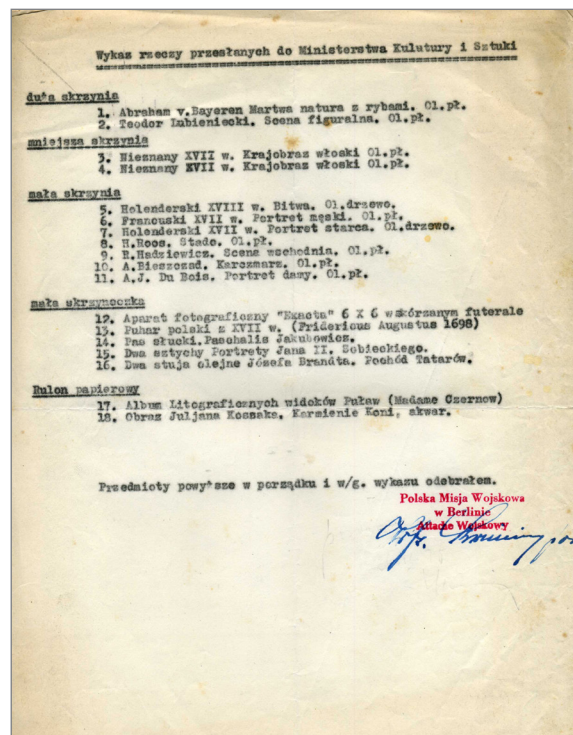 Wykaz rzeczy przesłanych do Ministerstwa Kulutury i Sztuki
duża skrzynia
1. Abraham v.Bayeren Martwa natura z rybami. Ol.pł.
2. Teodor Lubieniecki. Scena figuralna. Ol.pł.
mniejsza skrzynia
3. Nieznany XVII w. Krajobraz włoski Ol.pł.
4. Nieznany XVII w. Krajobraz włoski Ol.pł.
mała skrzynia
5. Holenderski XVIII w. Bitwa. Ol.drzewo.
6. Francuski XVII w. Portret męski. Ol.pł.
7. Holenderski XVII w. Portret starca. Ol.drzewo.
8. H.Roos. Stado. Ol.pł.
9. R.Hadziewicz. Scena wschodnia. Ol.pł.
10. A.Bieszczad. Karczmarz. Ol.pł.
11. A.J. Du Bois. Portret damy. Ol.pł.
mała skrzyneczka
12. Aparat fotograficzny "Exacta" 6 X 6 w skórzanym futerale
13. Puhar polski z XVII w. (Fridericus Augustus 1698)
14. Pas słucki.Paschalis Jakubowicz.
15. Dwa sztychy Portrety Jana II. Sobieckiego.
16. Dwa stuja olejne Józefa Brandta. Pochód Tatarów.
Rulon papierowy
17. Album Litograficznych widoków Puław (Madame Czernow)
18. Obraz Juljana Kossaka. Karmienie Koni, akwar.
Przedmioty powyższe w porządku i w/g. wykazu odebrałem.
Polska Misja Wojskowa
w Berlinie
Attache Wojskowy